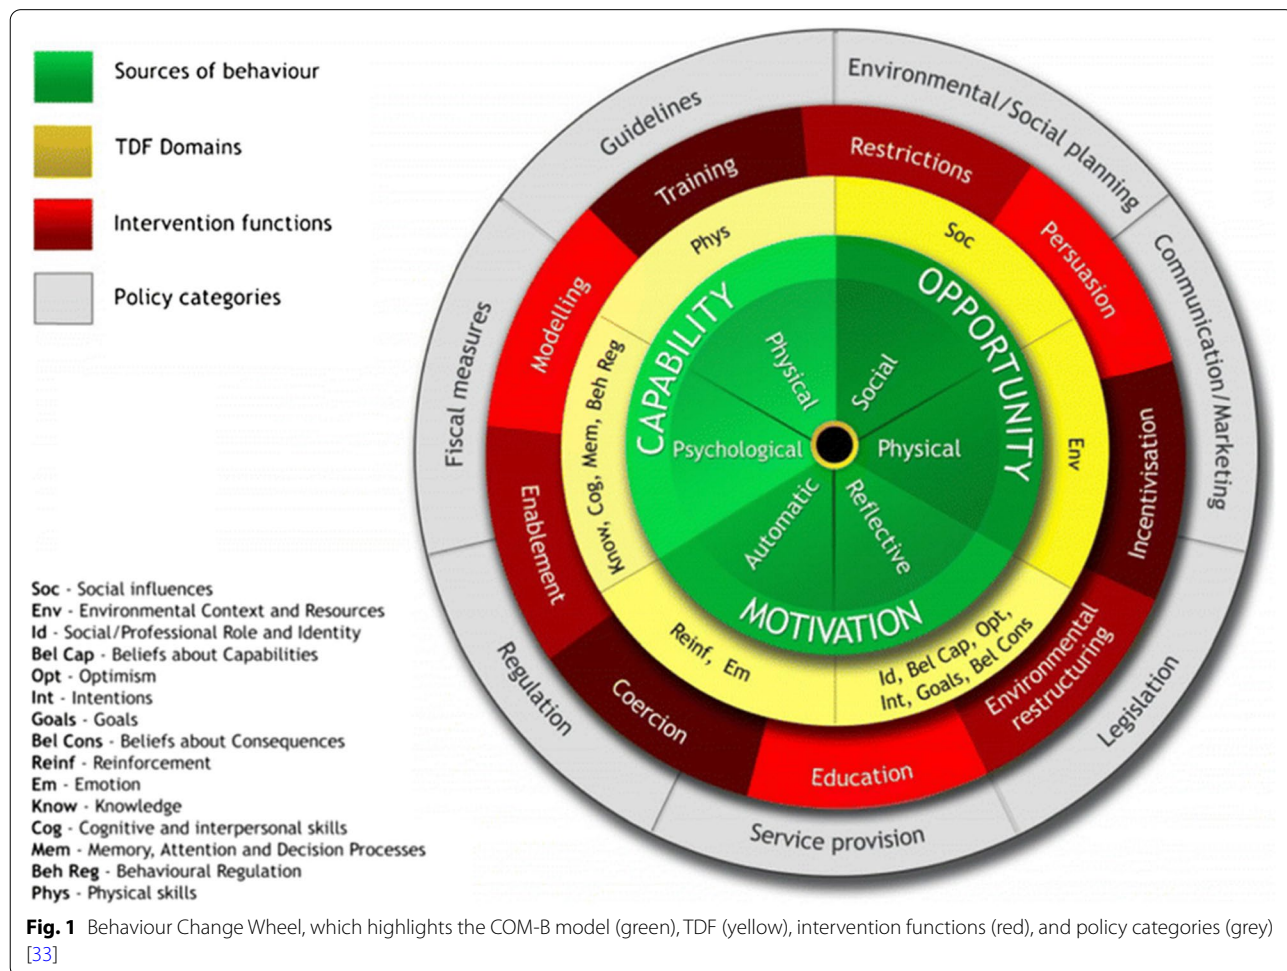 Sources of behaviour
TDF Domains
Intervention functions
Policy categories
Guidelines
Environmental/Social planning
Communication/Marketing
Legislation
Service provision
Regulation
Fiscal measures
Training
Restrictions
Persuasion
Incentivisation
Environmental
restructuring
Education
Coercion
Enablement
Modelling
Phys
Soc
Env
Id, Bel Cap, Opt,
Int, Goals, Bel Cons
Reinf, Em
Know, Cog, Mem, Beh Reg
CAPABILITY
OPPORTUNITY
MOTIVATION
Physical
Social
Physical
Reflective
Automatic
Psychological
Soc - Social influences
Env - Environmental Context and Resources
Id - Social/Professional Role and Identity
Bel Cap - Beliefs about Capabilities
Opt - Optimism
Int - Intentions
Goals - Goals
Bel Cons - Beliefs about Consequences
Reinf - Reinforcement
Em - Emotion
Know - Knowledge
Cog - Cognitive and interpersonal skills
Mem - Memory, Attention and Decision Processes
Beh Reg - Behavioural Regulation
Phys - Physical skills
Fig. 1 Behaviour Change Wheel, which highlights the COM-B model (green), TDF (yellow), intervention functions (red), and policy categories (grey)
[33]